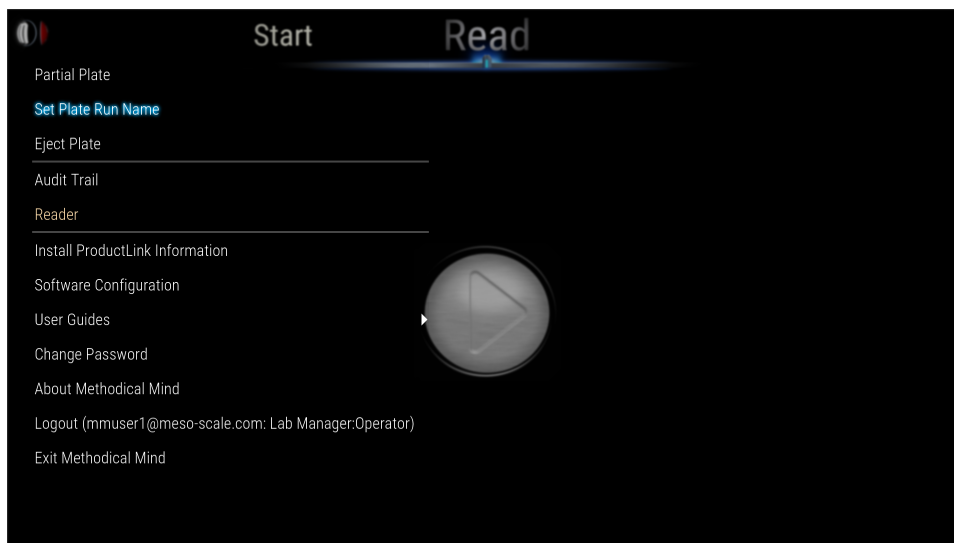 Start
Read
Partial Plate
Set Plate Run Name
Eject Plate
Audit Trail
Reader
Install ProductLink Information
Software Configuration
User Guides
Change Password
About Methodical Mind
Logout (mmuser1@meso-scale.com: Lab Manager:Operator)
Exit Methodical Mind